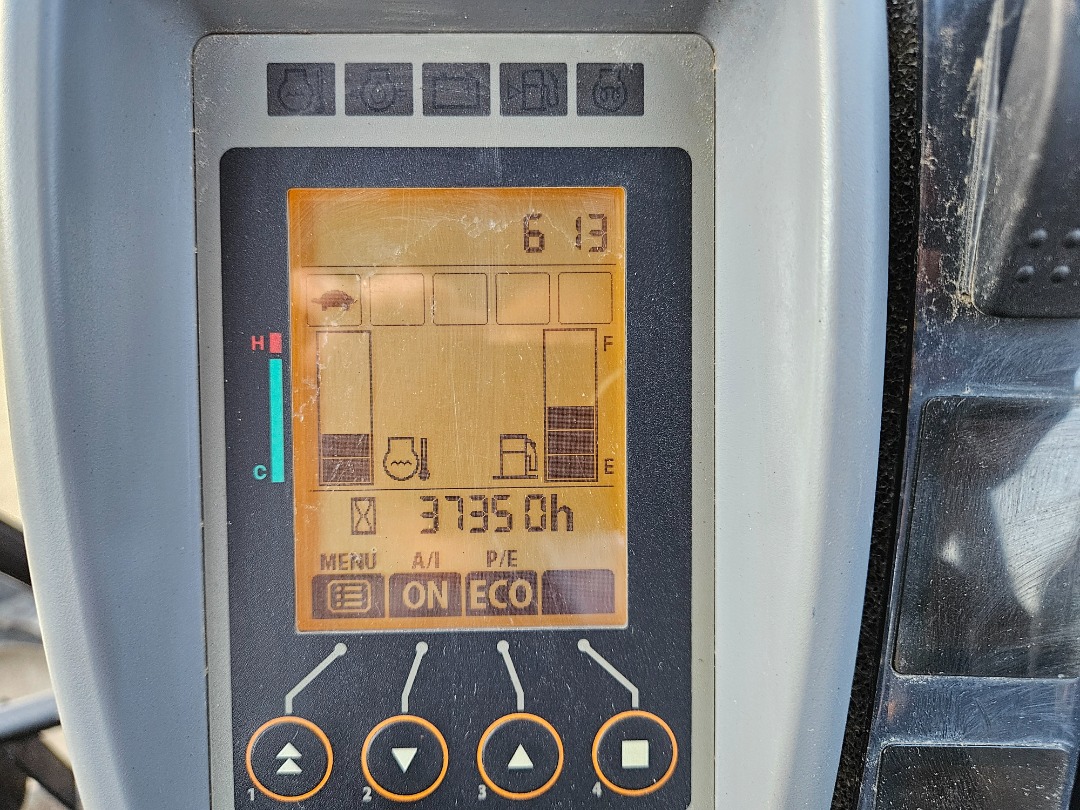 6 13
H F
C E
3735 0h
MENU A/I P/E
ON ECO
1 2 3 4